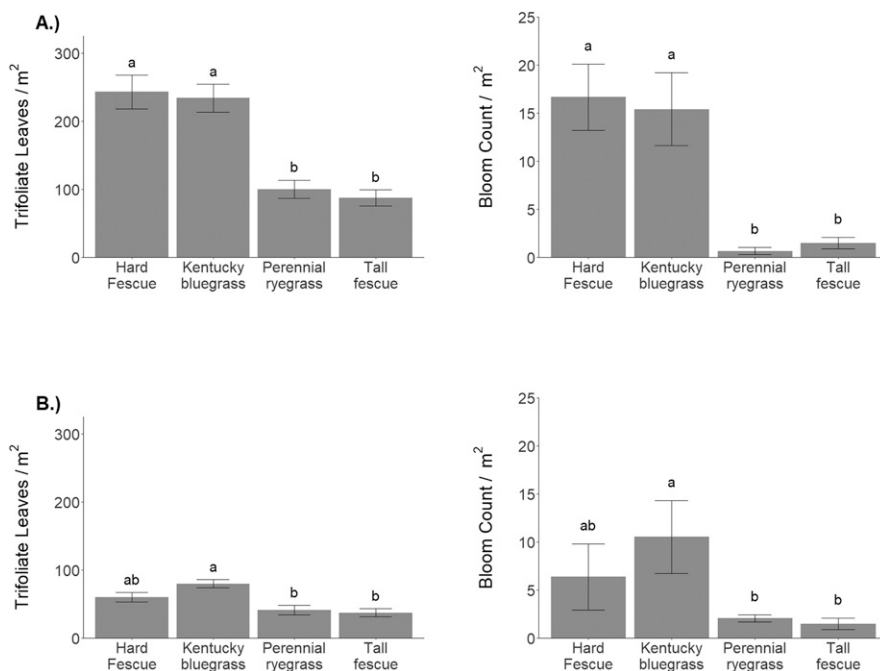 A.)
Trifoliate Leaves / m²
300
200
100
0
a
a
b
b
Hard Fescue
Kentucky bluegrass
Perennial ryegrass
Tall fescue
Bloom Count / m²
25
20
15
10
5
0
a
a
b
b
Hard Fescue
Kentucky bluegrass
Perennial ryegrass
Tall fescue
B.)
Trifoliate Leaves / m²
300
200
100
0
ab
a
b
b
Hard Fescue
Kentucky bluegrass
Perennial ryegrass
Tall fescue
Bloom Count / m²
25
20
15
10
5
0
ab
a
b
b
Hard Fescue
Kentucky bluegrass
Perennial ryegrass
Tall fescue